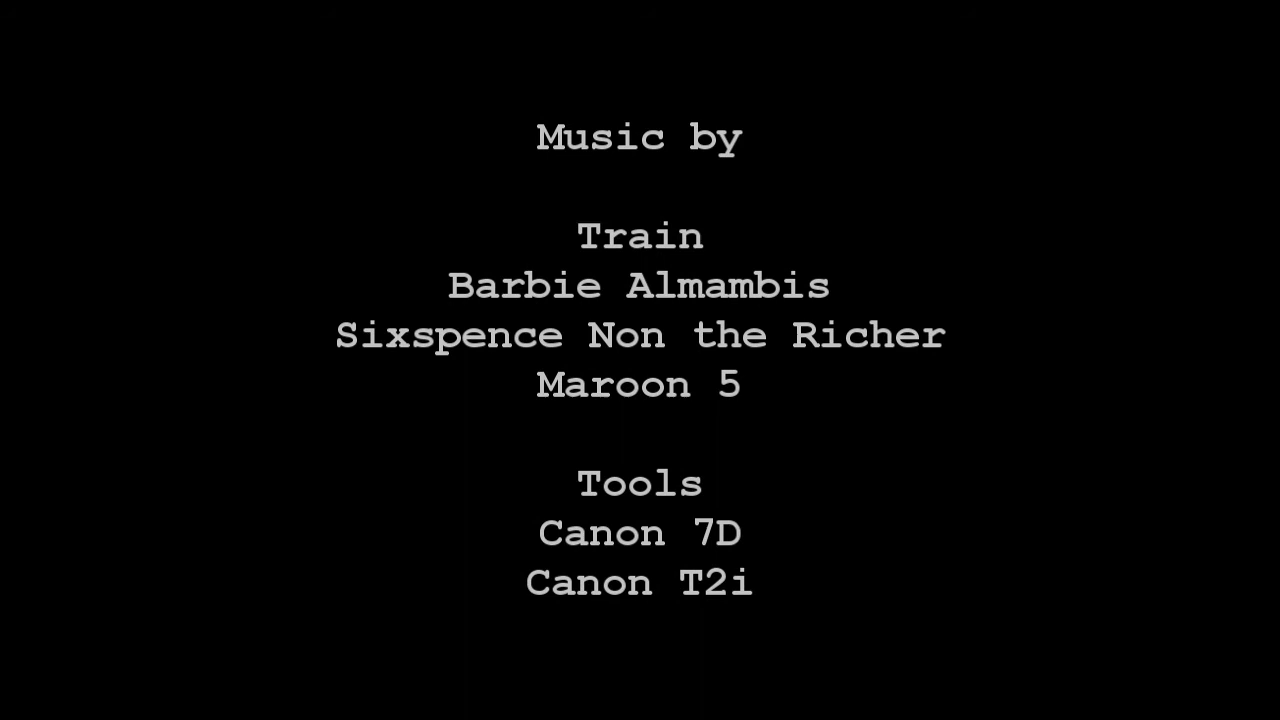 Music by
Train
Barbie Almambis
Sixspence Non the Richer
Maroon 5
Tools
Canon 7D
Canon T2i